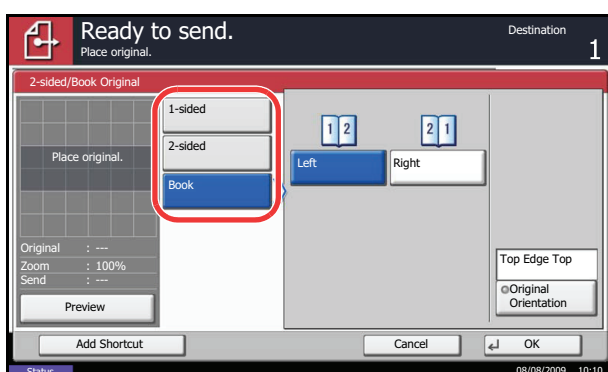 Ready to send.
Destination
Place original.
1
2-sided/Book Original
Place original.
Original : ---
Zoom : 100%
Send : ---
Preview
1-sided
2-sided
Book
1 2
2 1
Left
Right
Top Edge Top
Original
Orientation
Add Shortcut
Cancel
OK
Status
08/08/2009 10:10